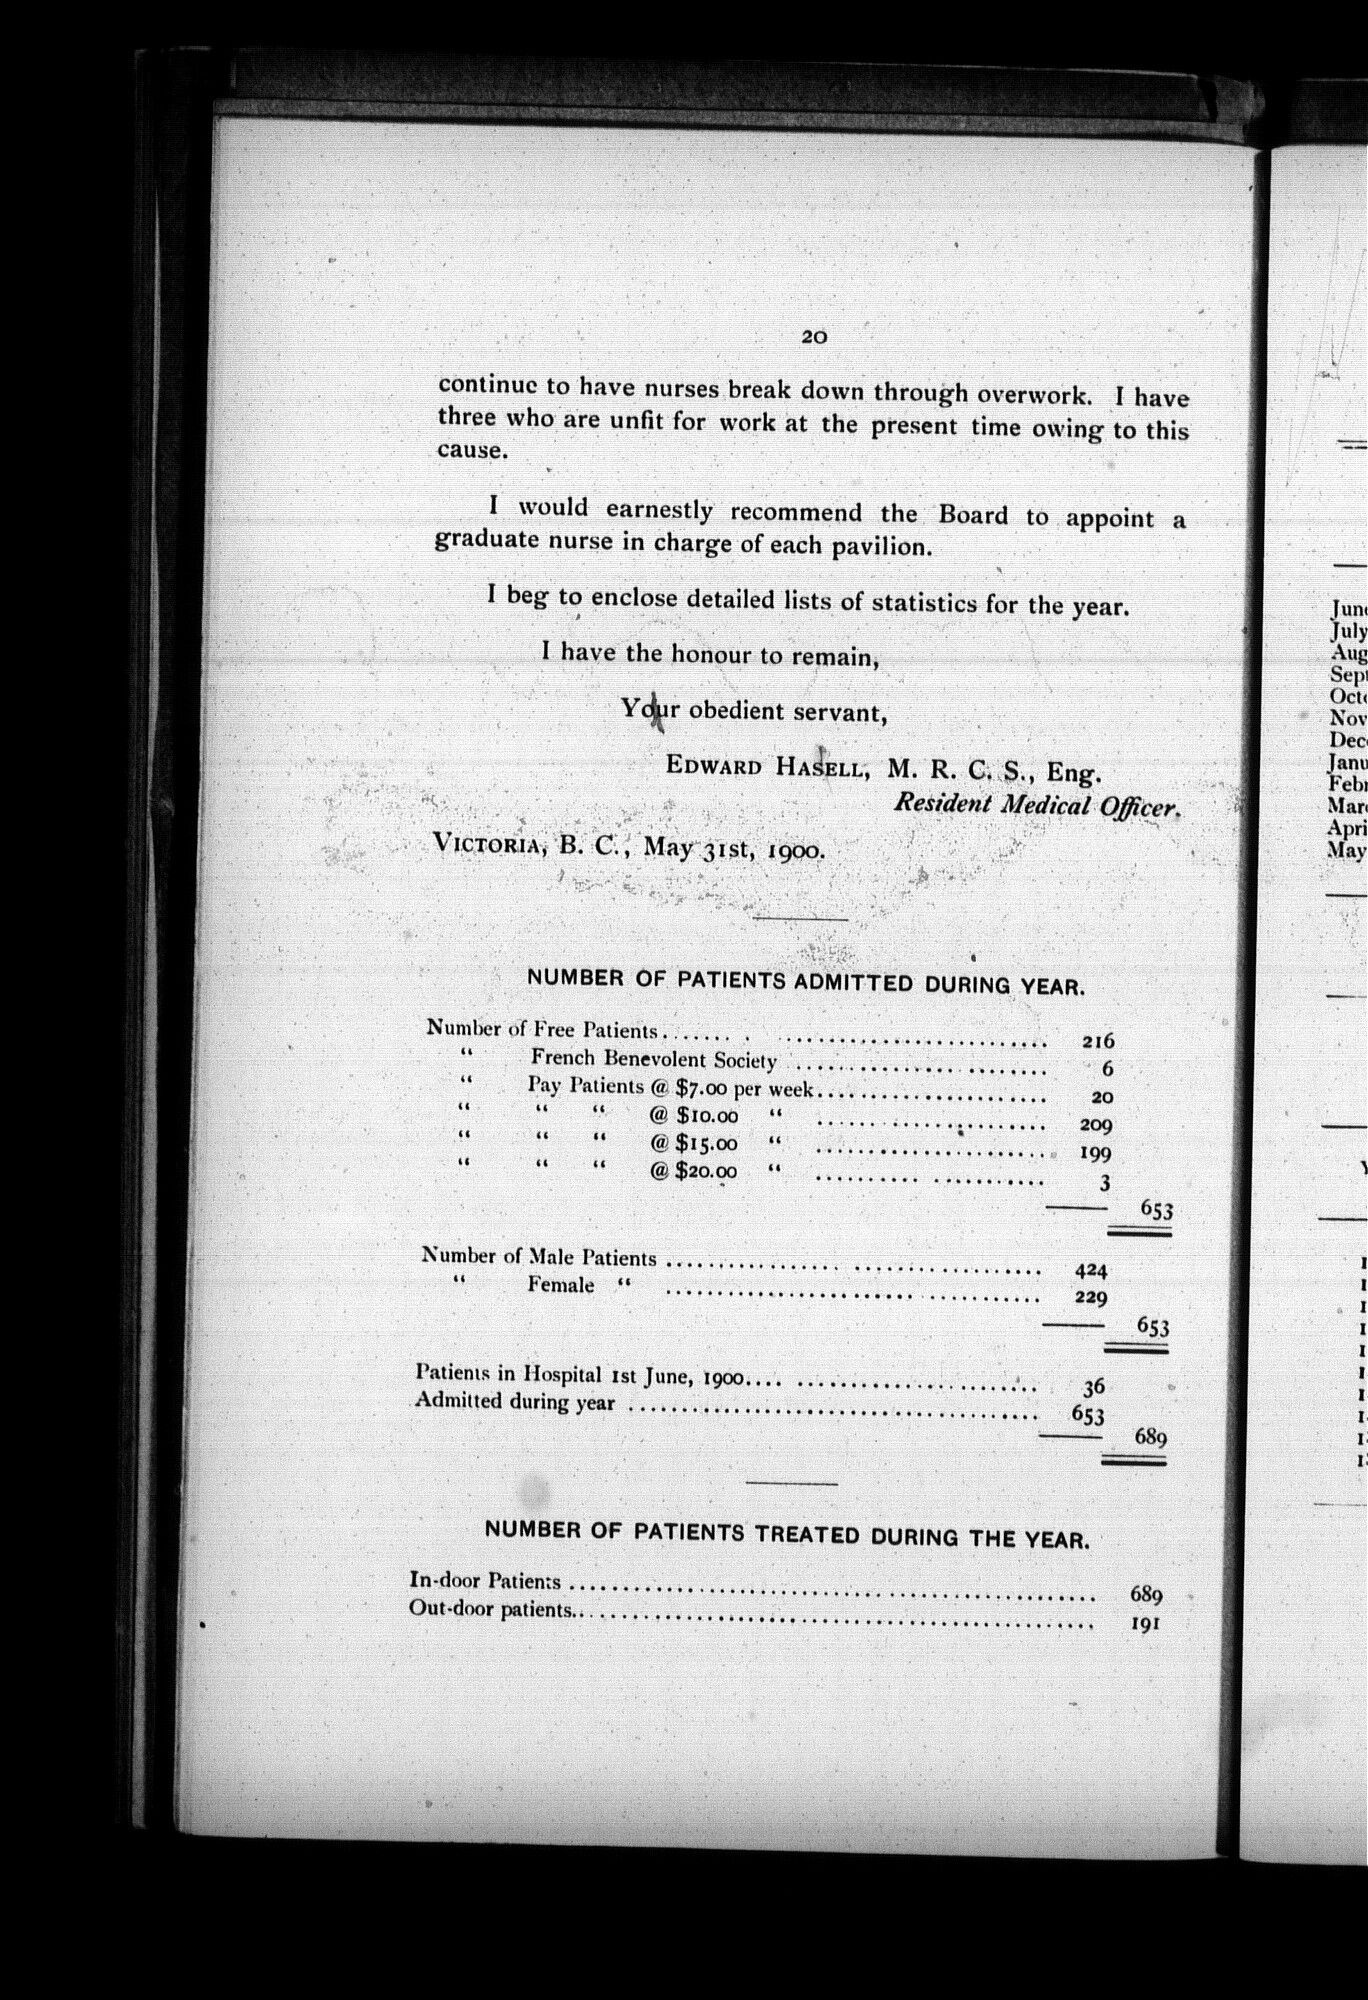 20
continue to have nurses break down through overwork. I have
three who are unfit for work at the present time owing to this
cause.
I would earnestly recommend the Board to appoint a
graduate nurse in charge of each pavilion.
I beg to enclose detailed lists of statistics for the year.
I have the honour to remain,
Your obedient servant,
EDWARD HASELL, M. R. C. S., Eng.
Resident Medical Officer.
VICTORIA, B. C., May 31st, 1900.
NUMBER OF PATIENTS ADMITTED DURING YEAR.
Number of Free Patients....... . .......................... 216
“ French Benevolent Society ........................ 6
“ Pay Patients @ $7.00 per week...................... 20
“ “ “ @ $10.00 “ ...................... 209
“ “ “ @ $15.00 “ ...................... 199
“ “ “ @ $20.00 “ .......... ........... 3
653
Number of Male Patients ................. .................. 424
“ Female “ ........................ ........... 229
653
Patients in Hospital 1st June, 1900.... ....................... 36
Admitted during year ....................................... 653
689
NUMBER OF PATIENTS TREATED DURING THE YEAR.
In-door Patients .................................................. 689
Out-door patients.................................................. 191
June
July
Aug
Sept
Octo
Nov
Dec
Janu
Febr
Mar
Apri
May